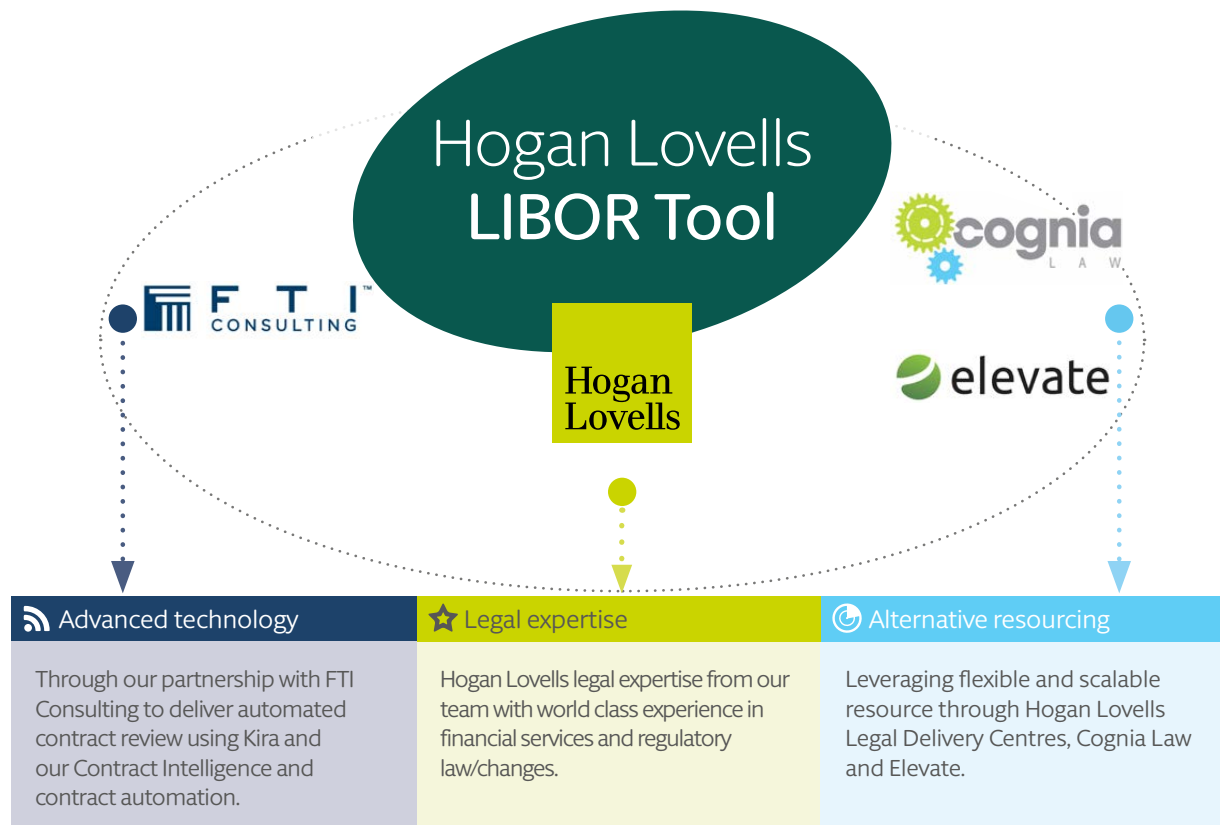 Hogan Lovells
LIBOR Tool
cognia
LAW
FTI™
CONSULTING
elevate
Hogan
Lovells
Advanced technology
Through our partnership with FTI
Consulting to deliver automated
contract review using Kira and
our Contract Intelligence and
contract automation.
Legal expertise
Hogan Lovells legal expertise from our
team with world class experience in
financial services and regulatory
law/changes.
Alternative resourcing
Leveraging flexible and scalable
resource through Hogan Lovells
Legal Delivery Centres, Cognia Law
and Elevate.